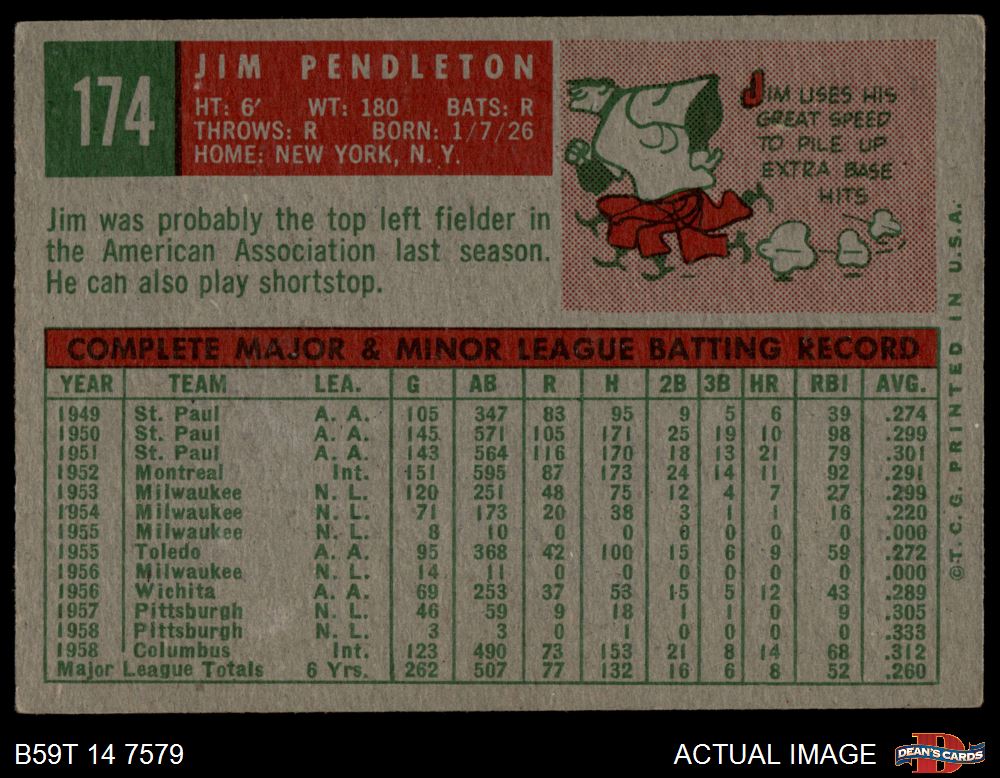 174
JIM PENDLETON
HT: 6' WT: 180 BATS: R
THROWS: R BORN: 1/7/26
HOME: NEW YORK, N. Y.
Jim was probably the top left fielder in
the American Association last season.
He can also play shortstop.
JIM USES HIS
GREAT SPEED
TO PILE UP
EXTRA BASE
HITS
COMPLETE MAJOR & MINOR LEAGUE BATTING RECORD
YEAR TEAM LEA. G AB R H 2B 3B HR RBI AVG.
1949 St. Paul A. A. 105 347 83 95 9 5 6 39 .274
1950 St. Paul A. A. 145 571 105 171 25 19 10 98 .299
1951 St. Paul A. A. 143 564 116 170 18 13 21 79 .301
1952 Montreal Int. 151 595 87 173 24 14 11 92 .291
1953 Milwaukee N. L. 120 251 48 75 12 4 7 27 .299
1954 Milwaukee N. L. 71 173 20 38 3 1 1 16 .220
1955 Milwaukee N. L. 8 10 0 0 0 0 0 0 .000
1955 Toledo A. A. 95 368 42 100 15 6 9 59 .272
1956 Milwaukee N. L. 14 11 0 0 0 0 0 0 .000
1956 Wichita A. A. 69 253 37 53 15 5 12 43 .289
1957 Pittsburgh N. L. 46 59 9 18 1 1 0 9 .305
1958 Pittsburgh N. L. 3 3 0 1 0 0 0 0 .333
1958 Columbus Int. 123 490 73 153 21 8 14 68 .312
Major League Totals 6 Yrs. 262 507 77 132 16 6 8 52 .260
©T.C.G. PRINTED IN U.S.A.
B59T 14 7579
ACTUAL IMAGE
D
DEAN'S CARDS